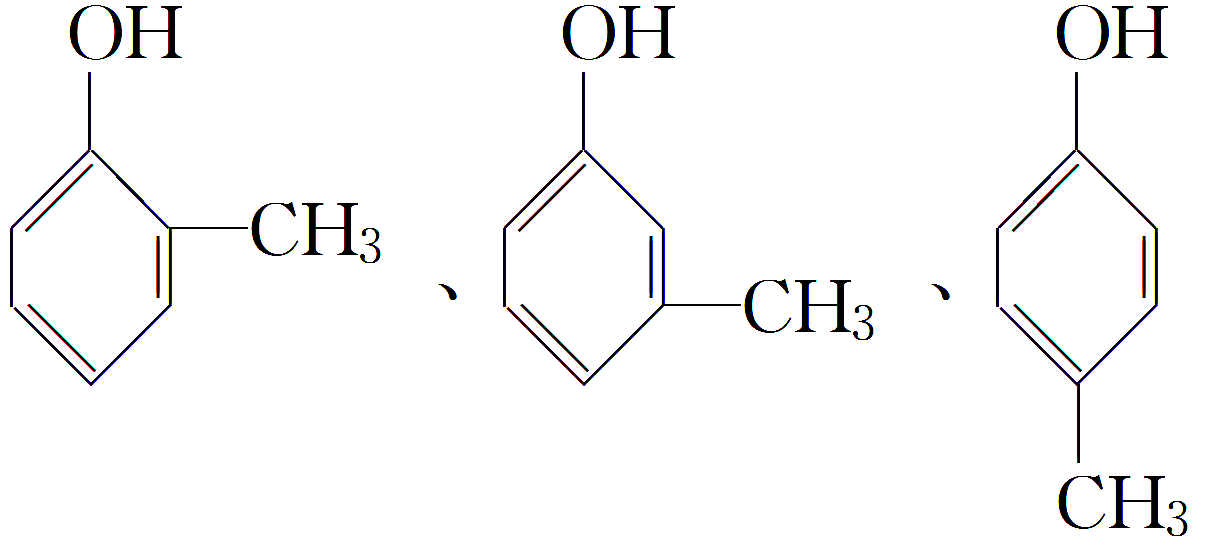 OH OH OH
CH₃ 、 CH₃ 、
CH₃